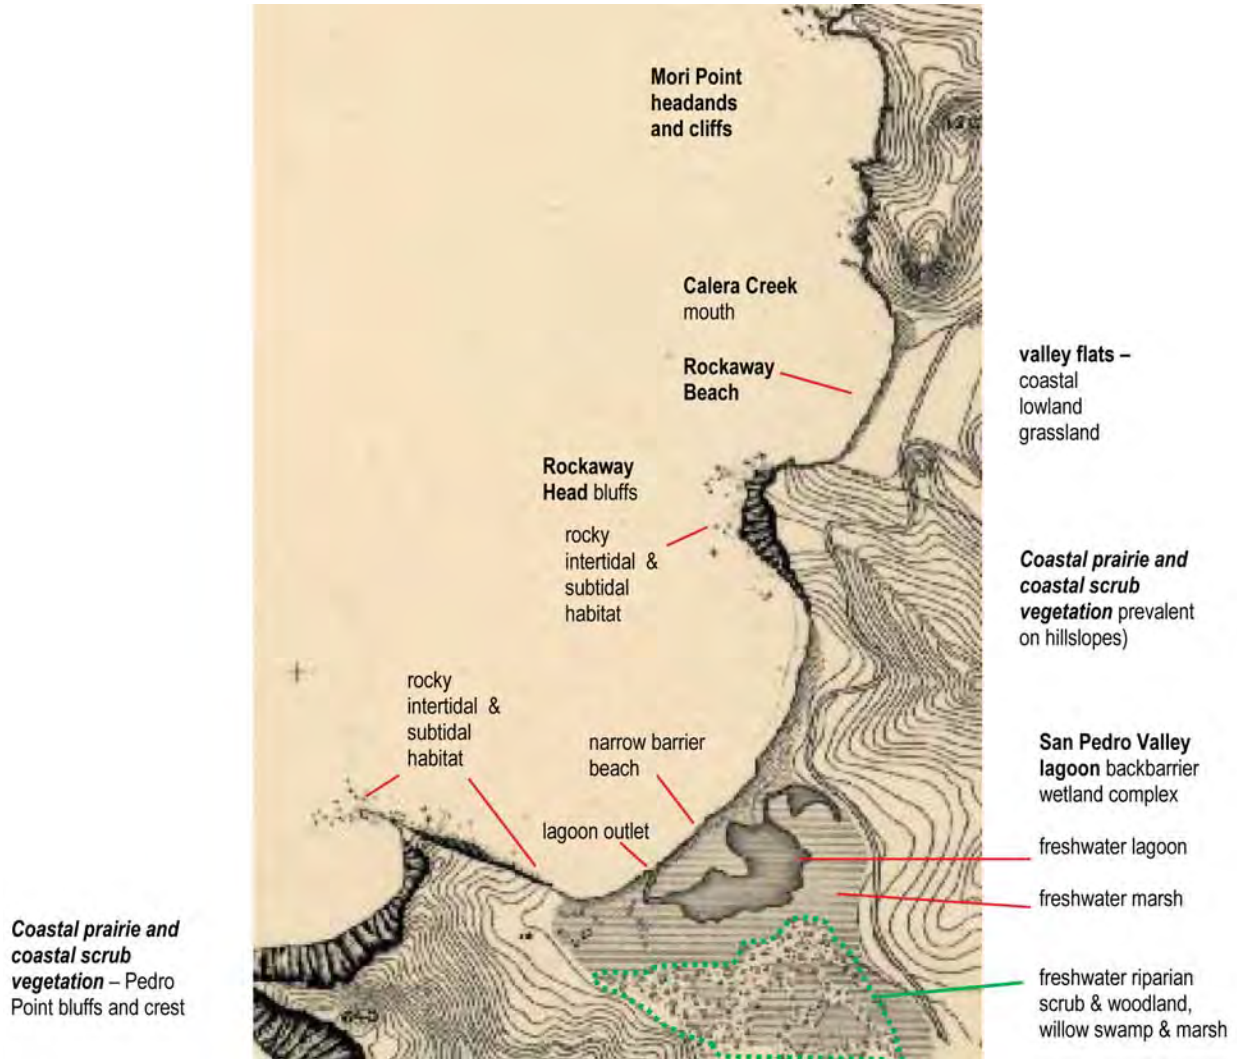 Mori Point
headands
and cliffs
Calera Creek
mouth
Rockaway
Beach
valley flats –
coastal
lowland
grassland
Rockaway
Head bluffs
rocky
intertidal &
subtidal
habitat
Coastal prairie and
coastal scrub
vegetation prevalent
on hillslopes)
rocky
intertidal &
subtidal
habitat
narrow barrier
beach
San Pedro Valley
lagoon backbarrier
wetland complex
lagoon outlet
freshwater lagoon
freshwater marsh
Coastal prairie and
coastal scrub
vegetation – Pedro
Point bluffs and crest
freshwater riparian
scrub & woodland,
willow swamp & marsh